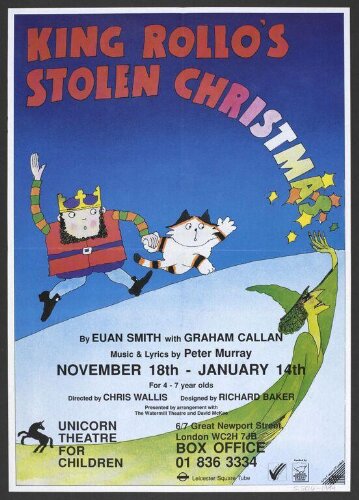 KING ROLLO'S
STOLEN CHRISTMAS
By EUAN SMITH with GRAHAM CALLAN
Music & Lyrics by Peter Murray
NOVEMBER 18th - JANUARY 14th
For 4 - 7 year olds
Directed by CHRIS WALLIS Designed by RICHARD BAKER
Presented by arrangement with
The Watermill Theatre and David McKee
UNICORN
THEATRE
FOR
CHILDREN
6/7 Great Newport Street,
London WC2H 7JB
BOX OFFICE
01 836 3334
Leicester Square Tube